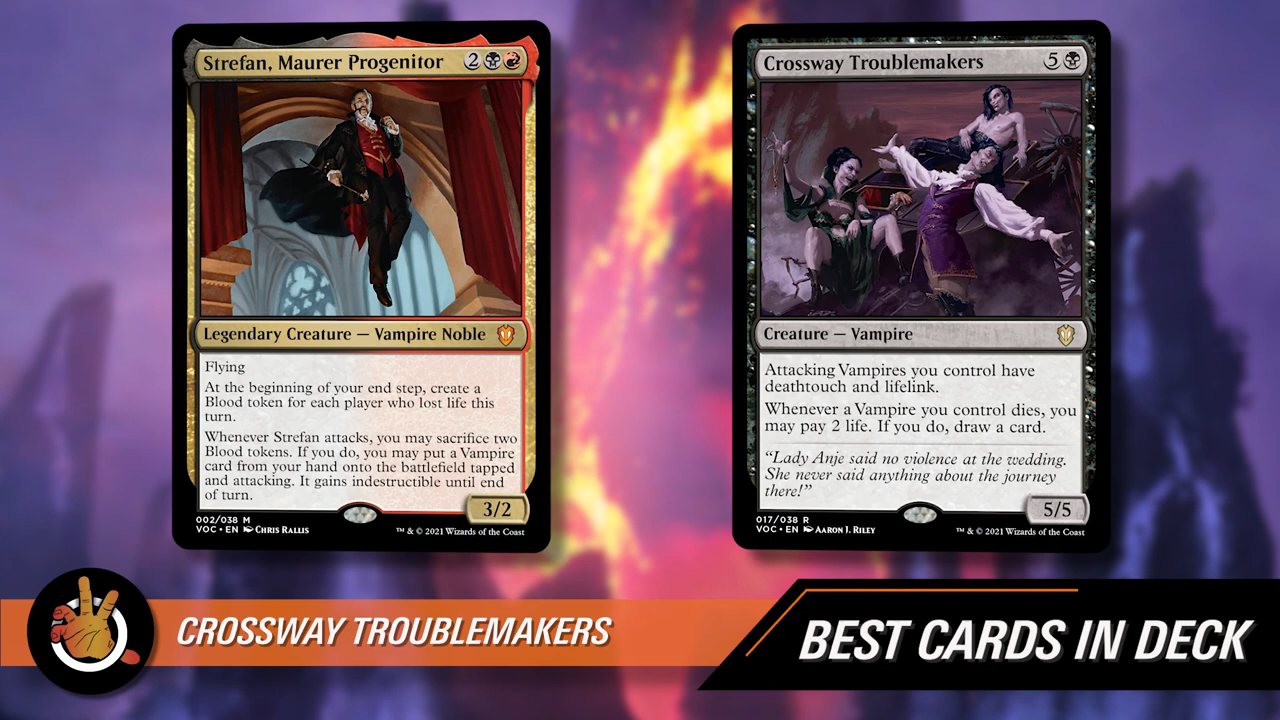 Strefan, Maurer Progenitor 2
Legendary Creature — Vampire Noble
Flying
At the beginning of your end step, create a
Blood token for each player who lost life this
turn.
Whenever Strefan attacks, you may sacrifice two
Blood tokens. If you do, you may put a Vampire
card from your hand onto the battlefield tapped
and attacking. It gains indestructible until end
of turn.
3/2
002/038 M
VOC • EN Chris Rallis
™ & © 2021 Wizards of the Coast
Crossway Troublemakers 5
Creature — Vampire
Attacking Vampires you control have
deathtouch and lifelink.
Whenever a Vampire you control dies, you
may pay 2 life. If you do, draw a card.
“Lady Anje said no violence at the wedding.
She never said anything about the journey
there!”
5/5
017/038 R
VOC • EN Aaron J. Riley
™ & © 2021 Wizards of the Coast
CROSSWAY TROUBLEMAKERS
BEST CARDS IN DECK